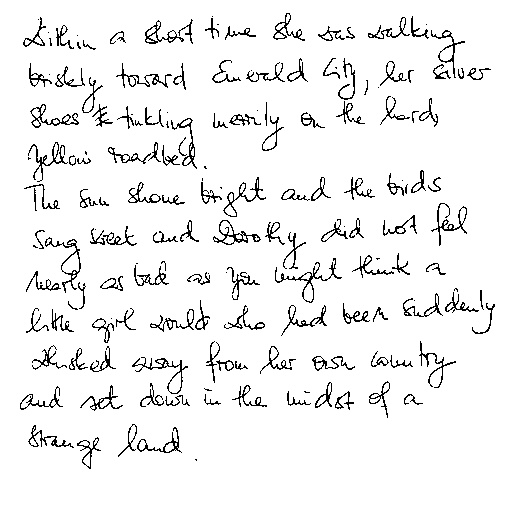 Within a short time she was walking
briskly toward Emerald City, her silver
shoes tinkling merrily on the hard,
yellow roadbed.
The sun shone bright and the birds
sang sweet and Dorothy did not feel
nearly as bad as you might think a
little girl would who had been suddenly
whisked away from her own country
and set down in the midst of a
strange land.